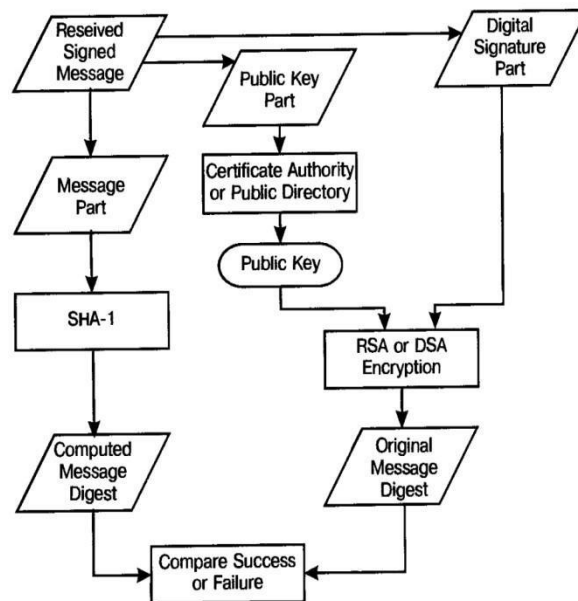 Reseived
Signed
Message
Public Key
Part
Digital
Signature
Part
Message
Part
Certificate Authority
or Public Directory
Public Key
SHA-1
RSA or DSA
Encryption
Computed
Message
Digest
Original
Message
Digest
Compare Success
or Failure